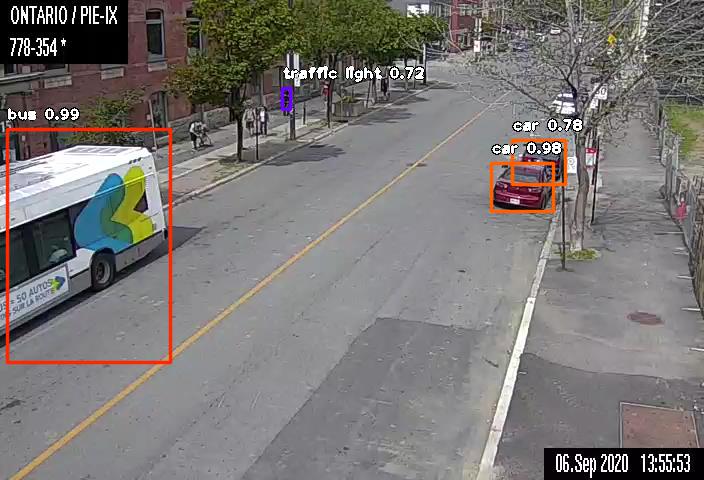 ONTARIO / PIE-IX
778-354 *
traffic light 0.72
bus 0.99
car 0.78
car 0.98
= 50 AUTOS
SUR LA ROUTE
06.Sep 2020 13:55:53